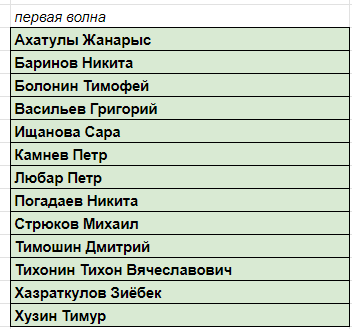 первая волна
Ахатулы Жанарыс
Баринов Никита
Болонин Тимофей
Васильев Григорий
Ищанова Сара
Камнев Петр
Любар Петр
Погадаев Никита
Стрюков Михаил
Тимошин Дмитрий
Тихонин Тихон Вячеславович
Хазраткулов Зиёбек
Хузин Тимур